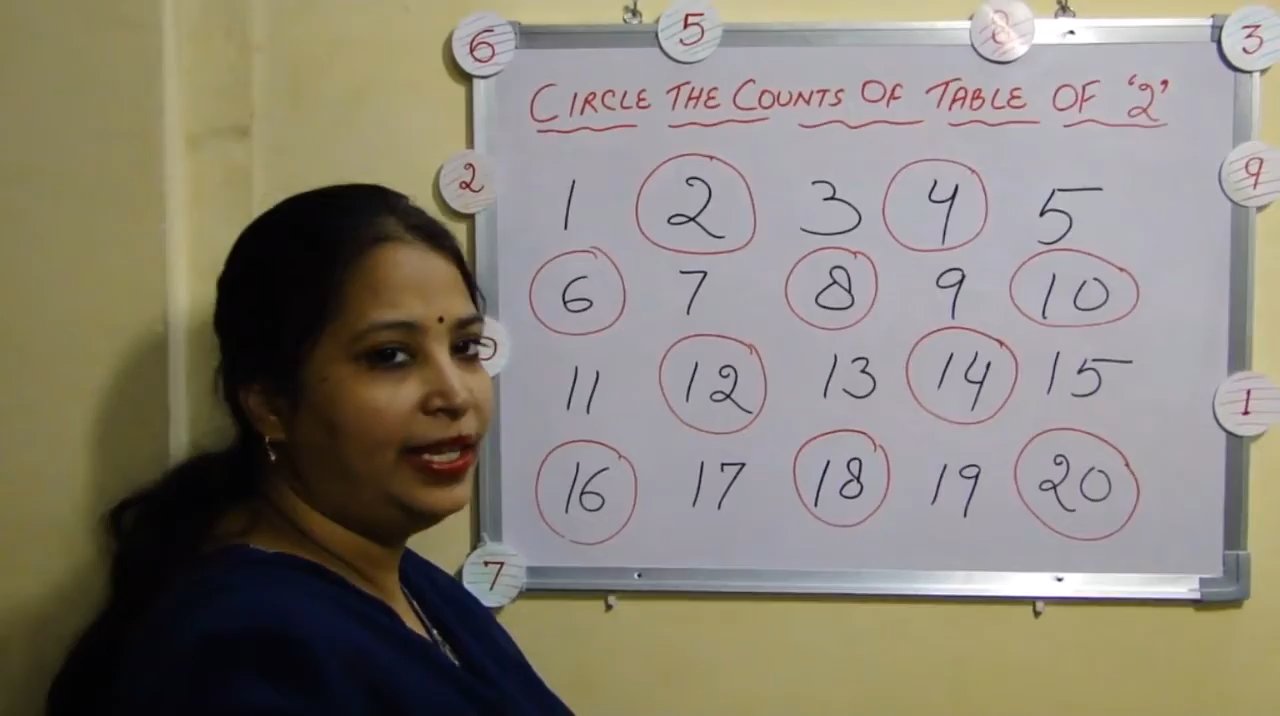 6 5 8 3
CIRCLE THE COUNTS OF TABLE OF '2'
2 9
1 2 3 4 5
6 7 8 9 10
11 12 13 14 15
1
16 17 18 19 20
7